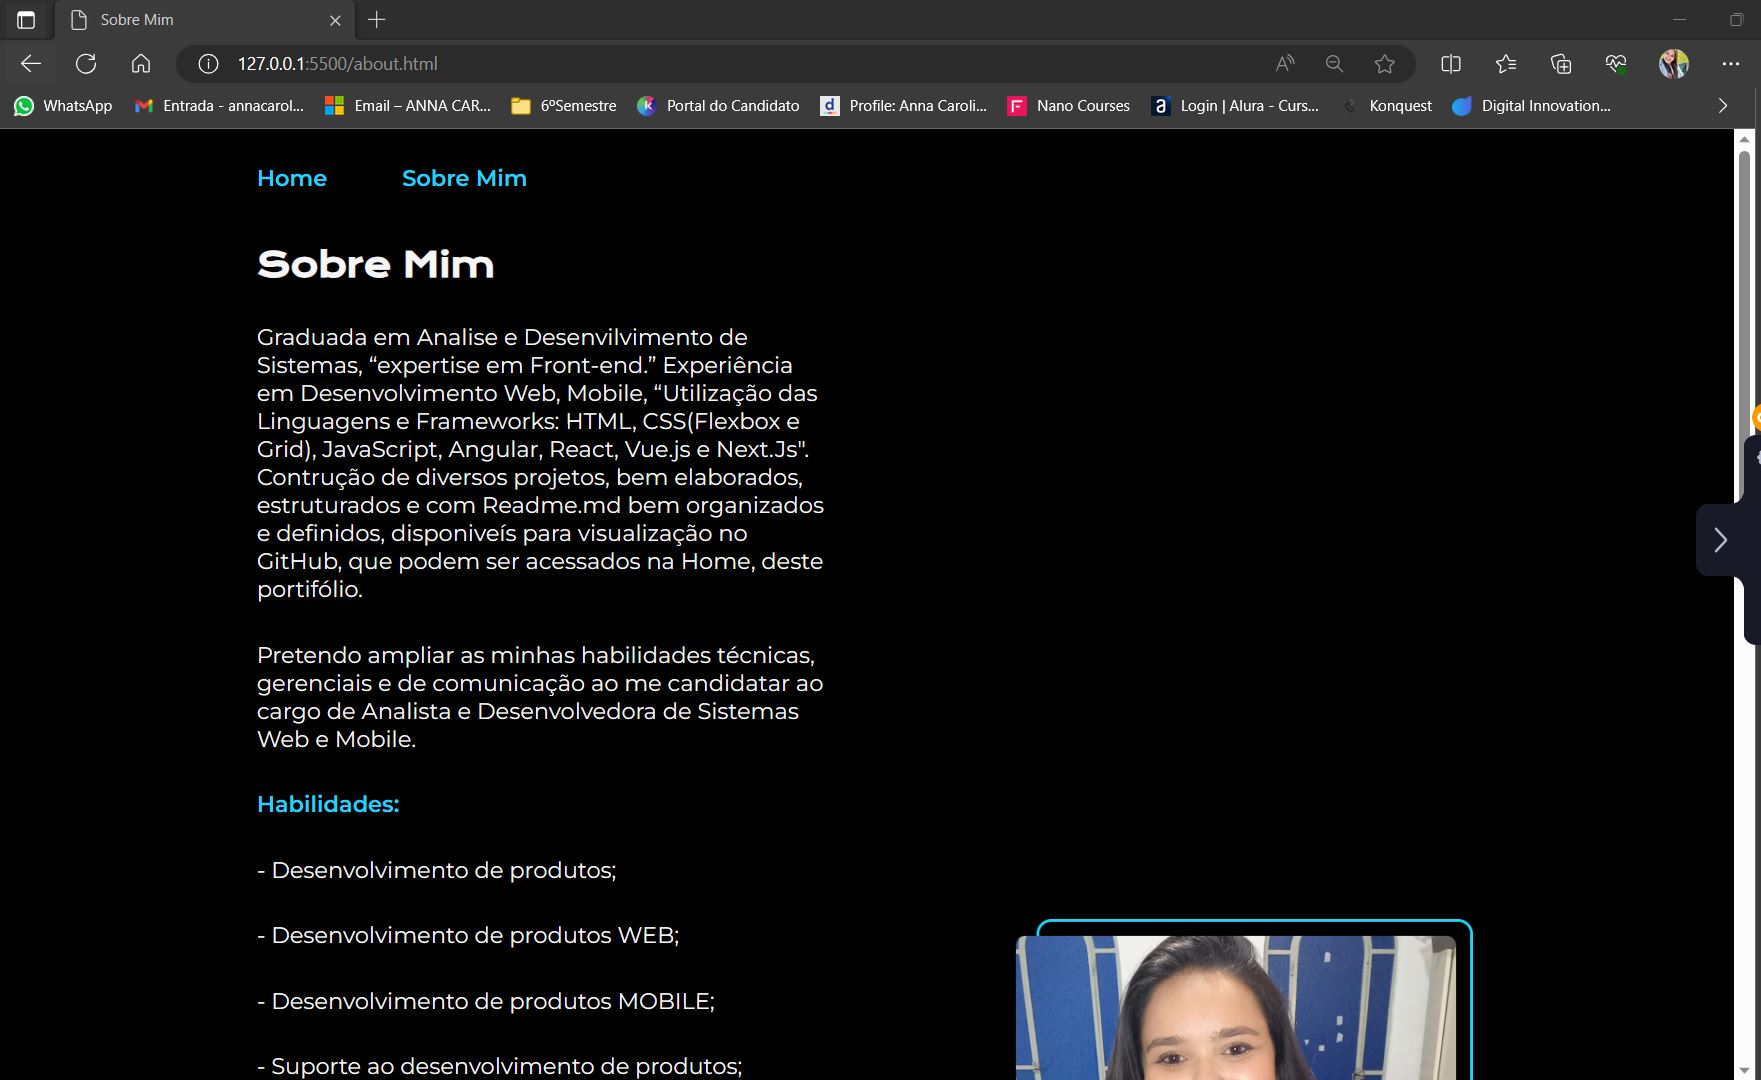 Sobre Mim
127.0.0.1:5500/about.html
WhatsApp Entrada - annacarol... Email – ANNA CAR... 6ºSemestre Portal do Candidato Profile: Anna Caroli... Nano Courses Login | Alura - Curs... Konquest Digital Innovation...
Home Sobre Mim
Sobre Mim
Graduada em Analise e Desenvilvimento de
Sistemas, “expertise em Front-end.” Experiência
em Desenvolvimento Web, Mobile, “Utilização das
Linguagens e Frameworks: HTML, CSS(Flexbox e
Grid), JavaScript, Angular, React, Vue.js e Next.Js".
Contrução de diversos projetos, bem elaborados,
estruturados e com Readme.md bem organizados
e definidos, disponiveís para visualização no
GitHub, que podem ser acessados na Home, deste
portifólio.
Pretendo ampliar as minhas habilidades técnicas,
gerenciais e de comunicação ao me candidatar ao
cargo de Analista e Desenvolvedora de Sistemas
Web e Mobile.
Habilidades:
- Desenvolvimento de produtos;
- Desenvolvimento de produtos WEB;
- Desenvolvimento de produtos MOBILE;
- Suporte ao desenvolvimento de produtos;